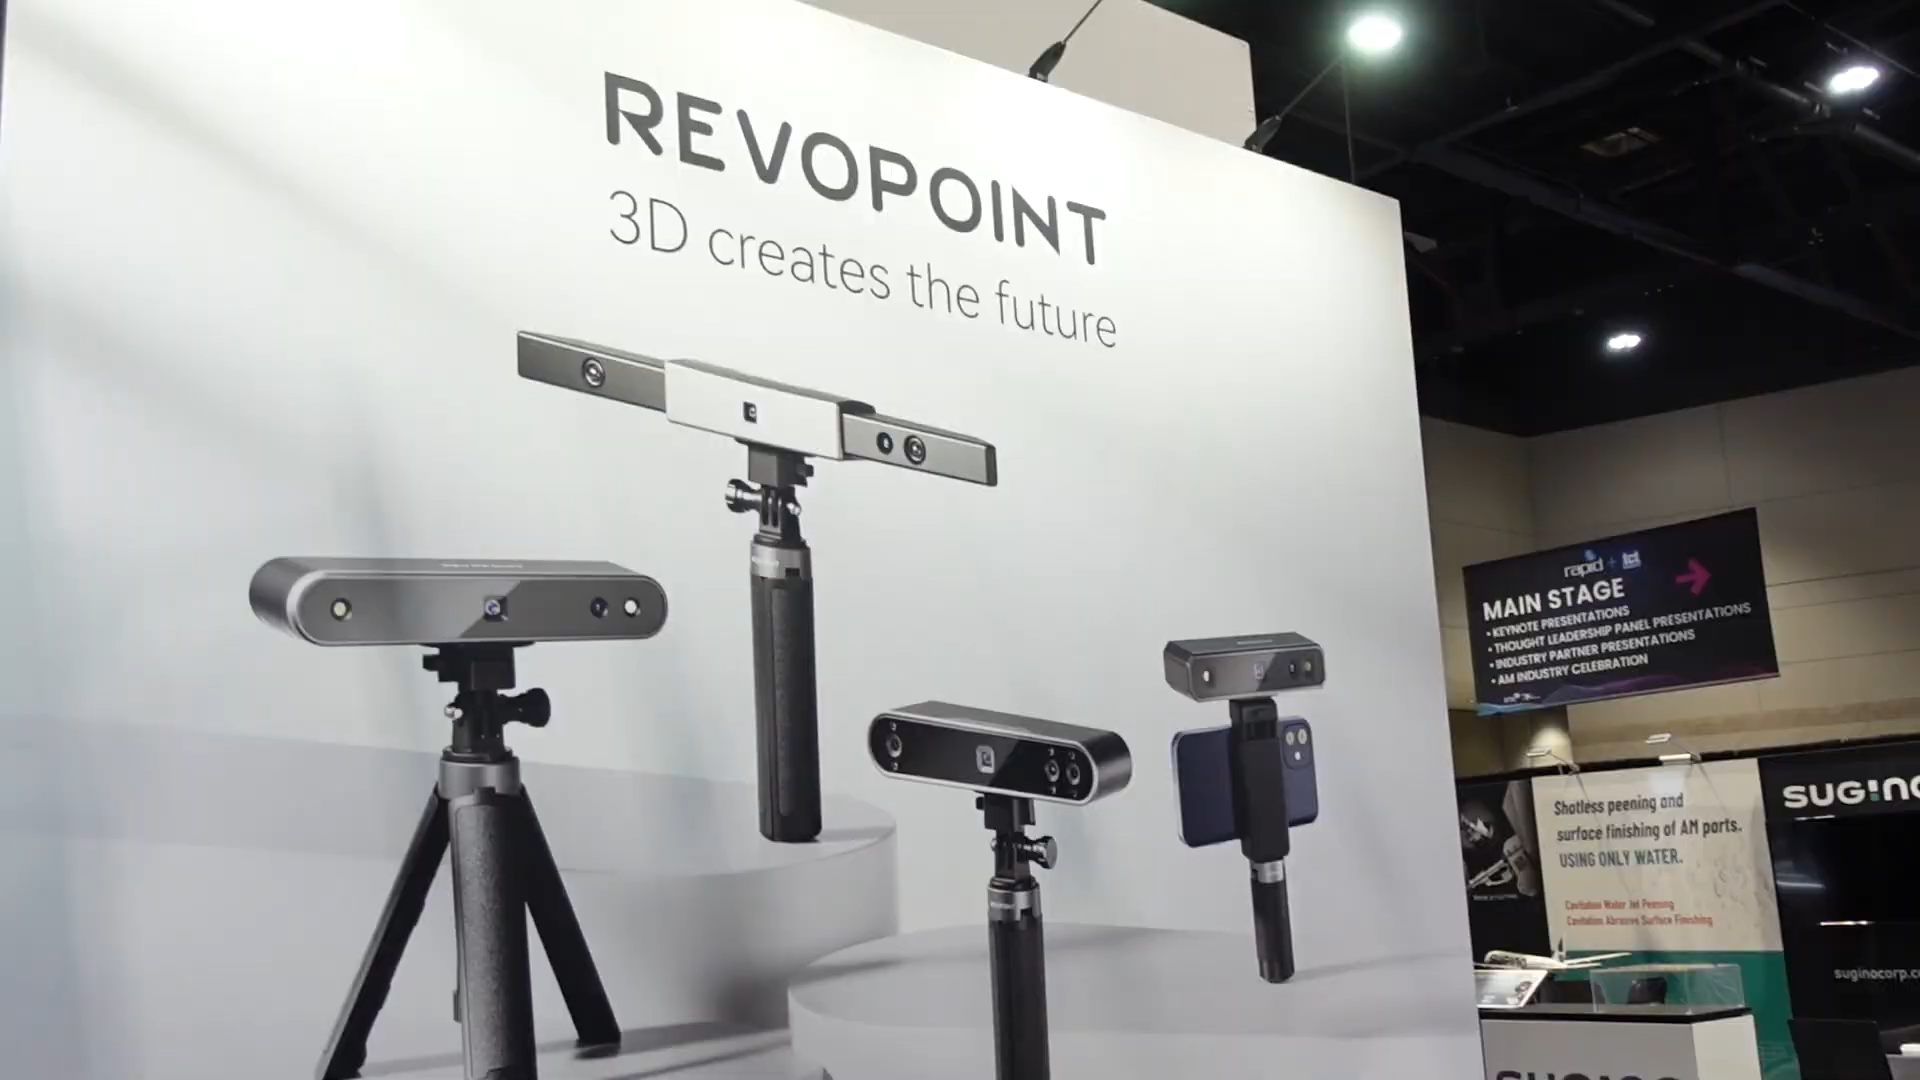 REVOPOINT
3D creates the future
rapid + tct
MAIN STAGE
• KEYNOTE PRESENTATIONS
• THOUGHT LEADERSHIP PANEL PRESENTATIONS
• INDUSTRY PARTNER PRESENTATIONS
• AM INDUSTRY CELEBRATION
SUGINO
Shotless peening and
surface finishing of AM parts.
USING ONLY WATER.
Cavitation Water Jet Peening
Cavitation Abrasive Surface Finishing
suginocorp.c